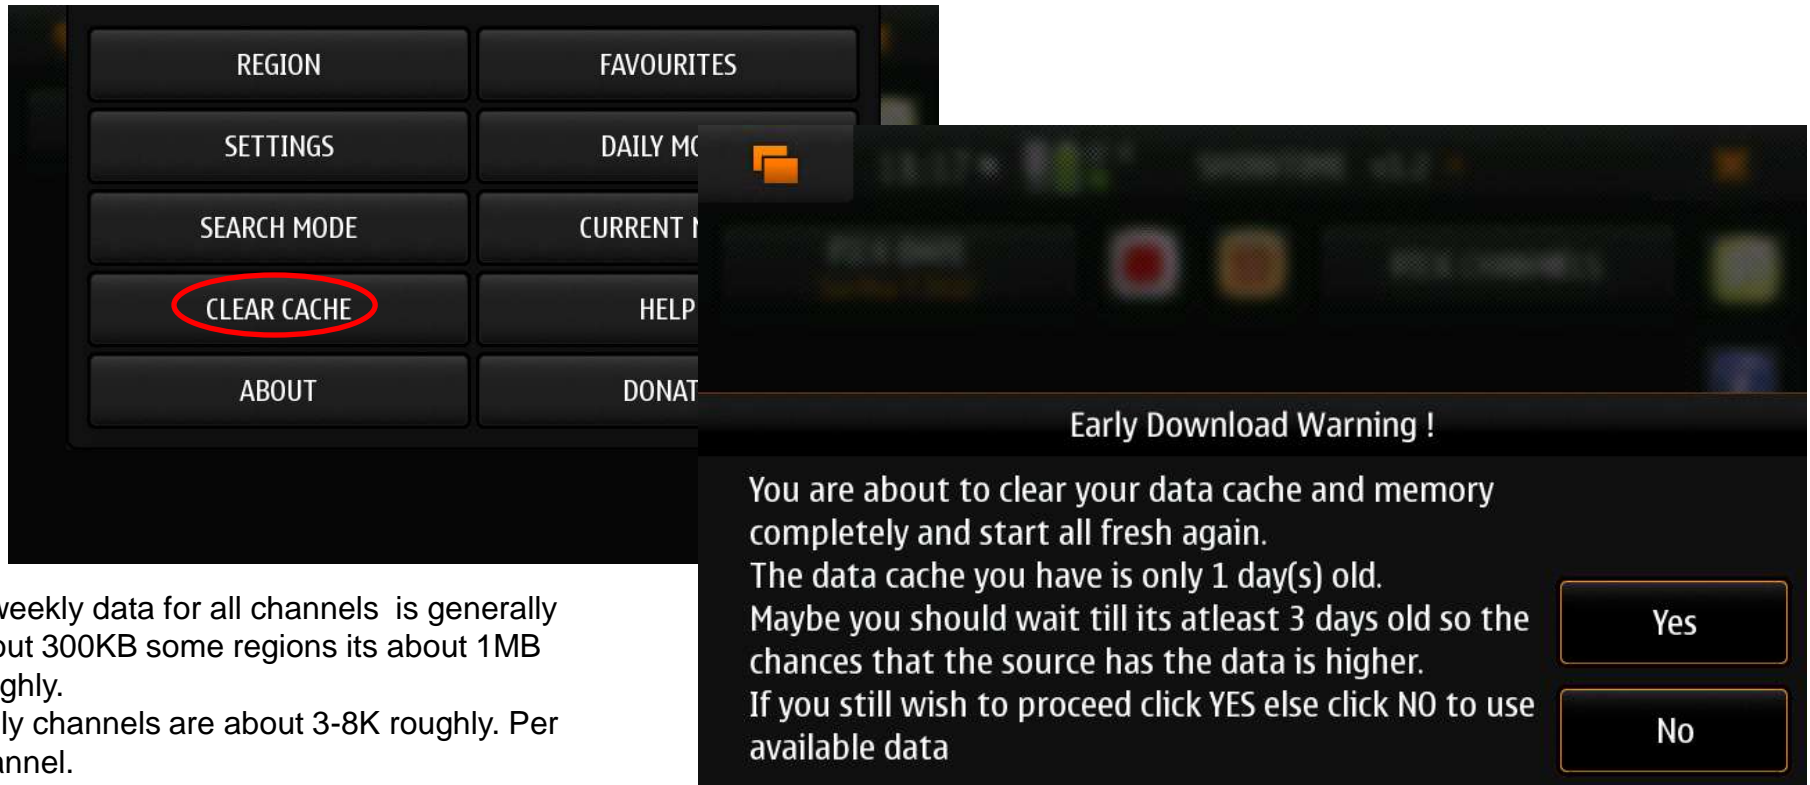 REGION
FAVOURITES
SETTINGS
DAILY MO
SEARCH MODE
CURRENT
CLEAR CACHE
HELP
ABOUT
DONAT
Early Download Warning !
You are about to clear your data cache and memory
completely and start all fresh again.
The data cache you have is only 1 day(s) old.
Maybe you should wait till its atleast 3 days old so the
chances that the source has the data is higher.
If you still wish to proceed click YES else click NO to use
available data
Yes
No
weekly data for all channels is generally
out 300KB some regions its about 1MB
ghly.
ly channels are about 3-8K roughly. Per
annel.